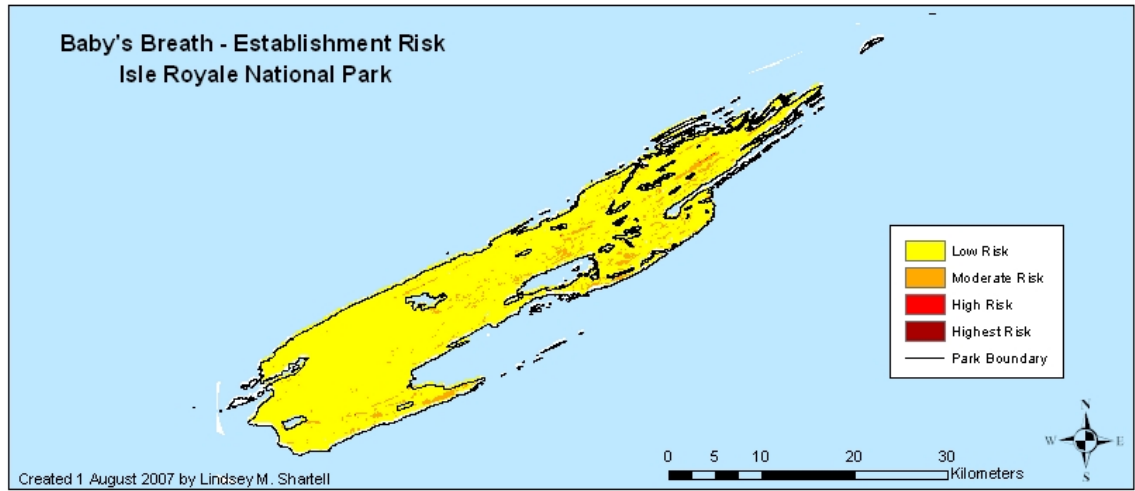 Baby's Breath - Establishment Risk
Isle Royale National Park
Low Risk
Moderate Risk
High Risk
Highest Risk
Park Boundary
N
W E
S
0 5 10 20 30
Kilometers
Created 1 August 2007 by Lindsey M. Shartell